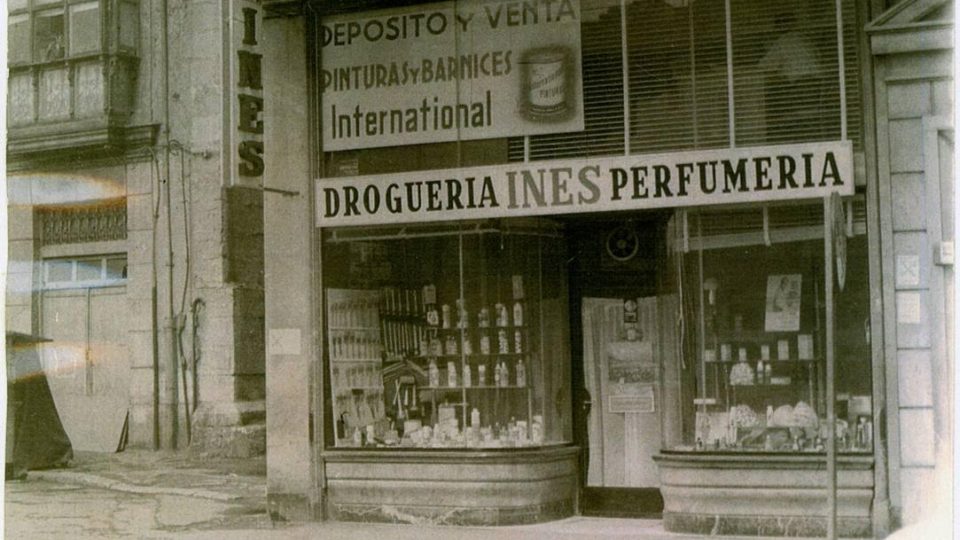 INES
DEPOSITO Y VENTA
PINTURAS Y BARNICES
International
DROGUERIA INES PERFUMERIA